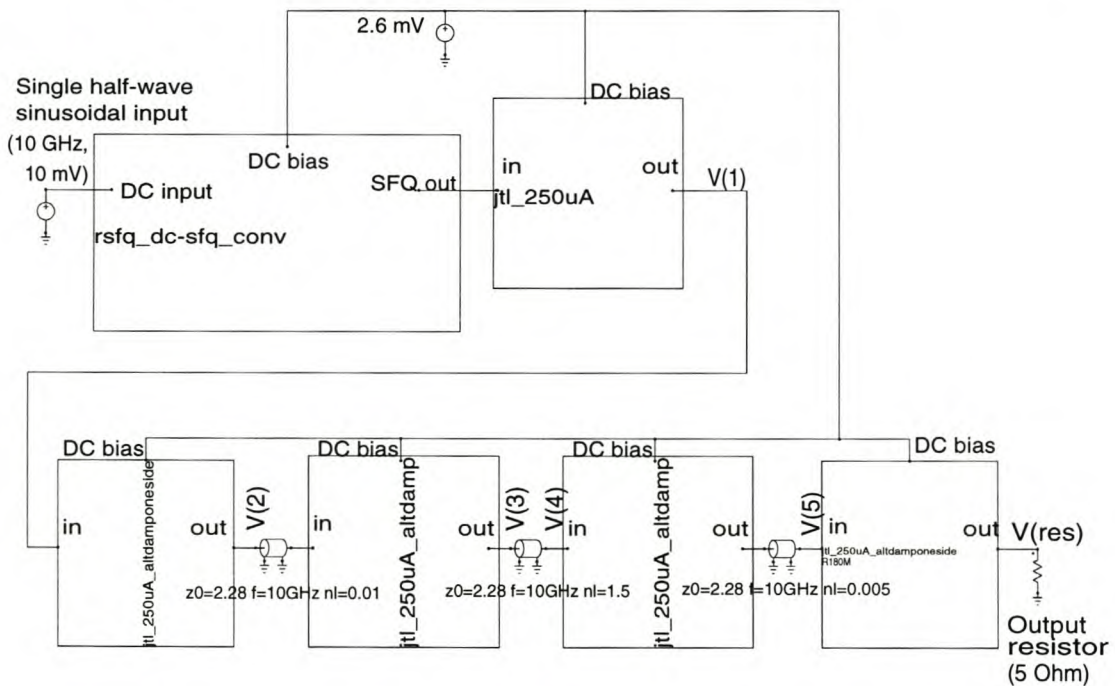 2.6 mV
Single half-wave
sinusoidal input
(10 GHz,
10 mV)
DC bias
DC bias
DC input
SFQ out
rsfq_dc-sfq_conv
in
out
jtl_250uA
V(1)
DC bias
DC bias
DC bias
DC bias
in
jtl_250uA_altdamponeside
out
V(2)
in
jtl_250uA_altdamp
out
V(3)
V(4)
in
jtl_250uA_altdamp
out
V(5)
in
jtl_250uA_altdamponeside
R180M
out
V(res)
z0=2.28 f=10GHz nl=0.01
z0=2.28 f=10GHz nl=1.5
z0=2.28 f=10GHz nl=0.005
Output
resistor
(5 Ohm)